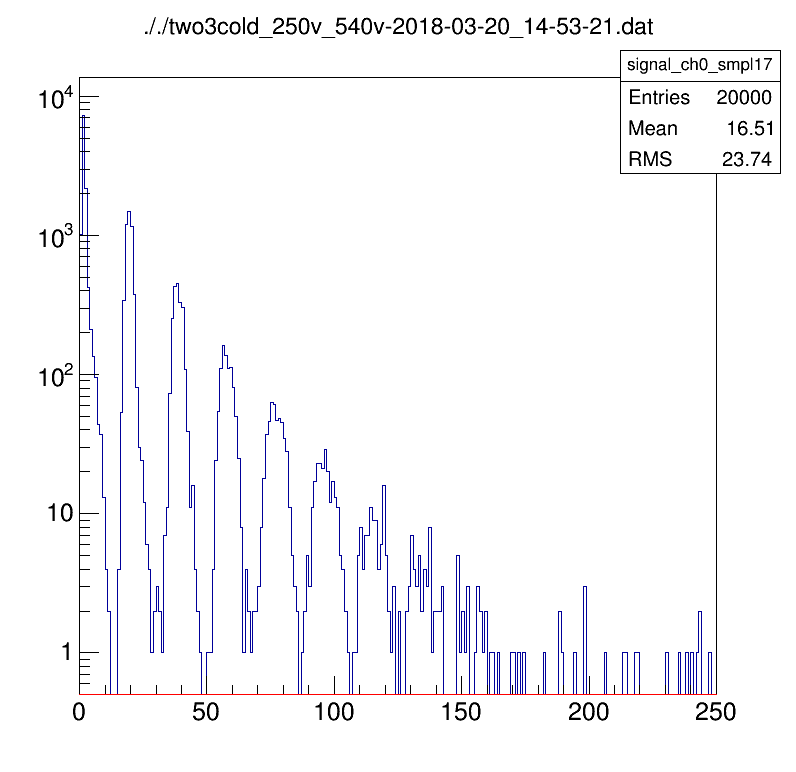 ././two3cold_250v_540v-2018-03-20_14-53-21.dat
signal_ch0_smpl17
Entries 20000
Mean 16.51
RMS 23.74
10^4
10^3
10^2
10
1
0 50 100 150 200 250